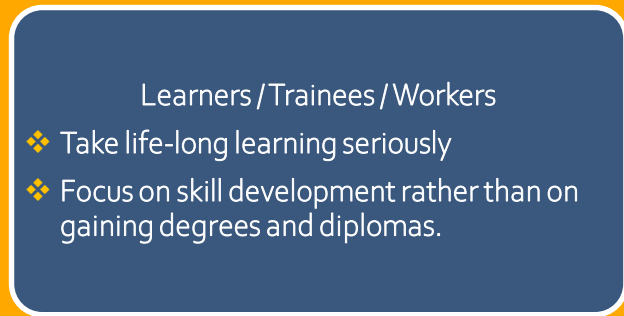 Learners / Trainees / Workers
❖ Take life-long learning seriously
❖ Focus on skill development rather than on
gaining degrees and diplomas.